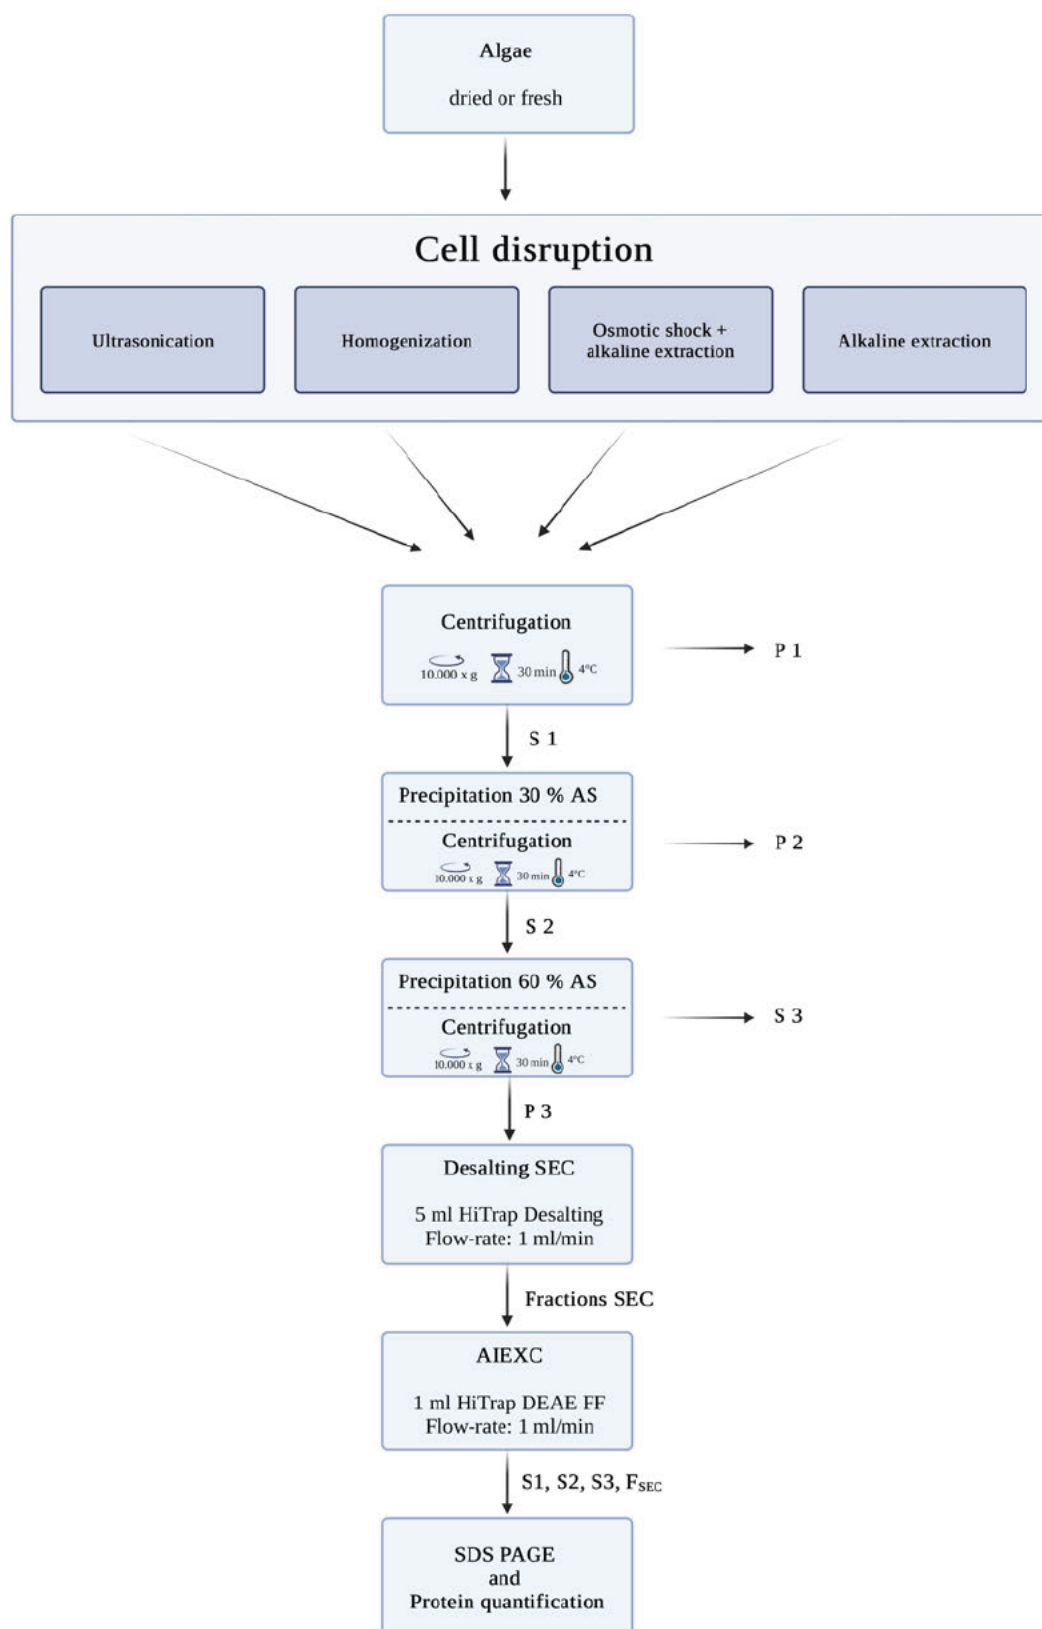 Algae
dried or fresh
Cell disruption
Ultrasonication
Homogenization
Osmotic shock +
alkaline extraction
Alkaline extraction
Centrifugation
10.000 x g 30 min 4°C
P 1
S 1
Precipitation 30 % AS
Centrifugation
10.000 x g 30 min 4°C
P 2
S 2
Precipitation 60 % AS
Centrifugation
10.000 x g 30 min 4°C
S 3
P 3
Desalting SEC
5 ml HiTrap Desalting
Flow-rate: 1 ml/min
Fractions SEC
AIEXC
1 ml HiTrap DEAE FF
Flow-rate: 1 ml/min
S1, S2, S3, FSEC
SDS PAGE
and
Protein quantification